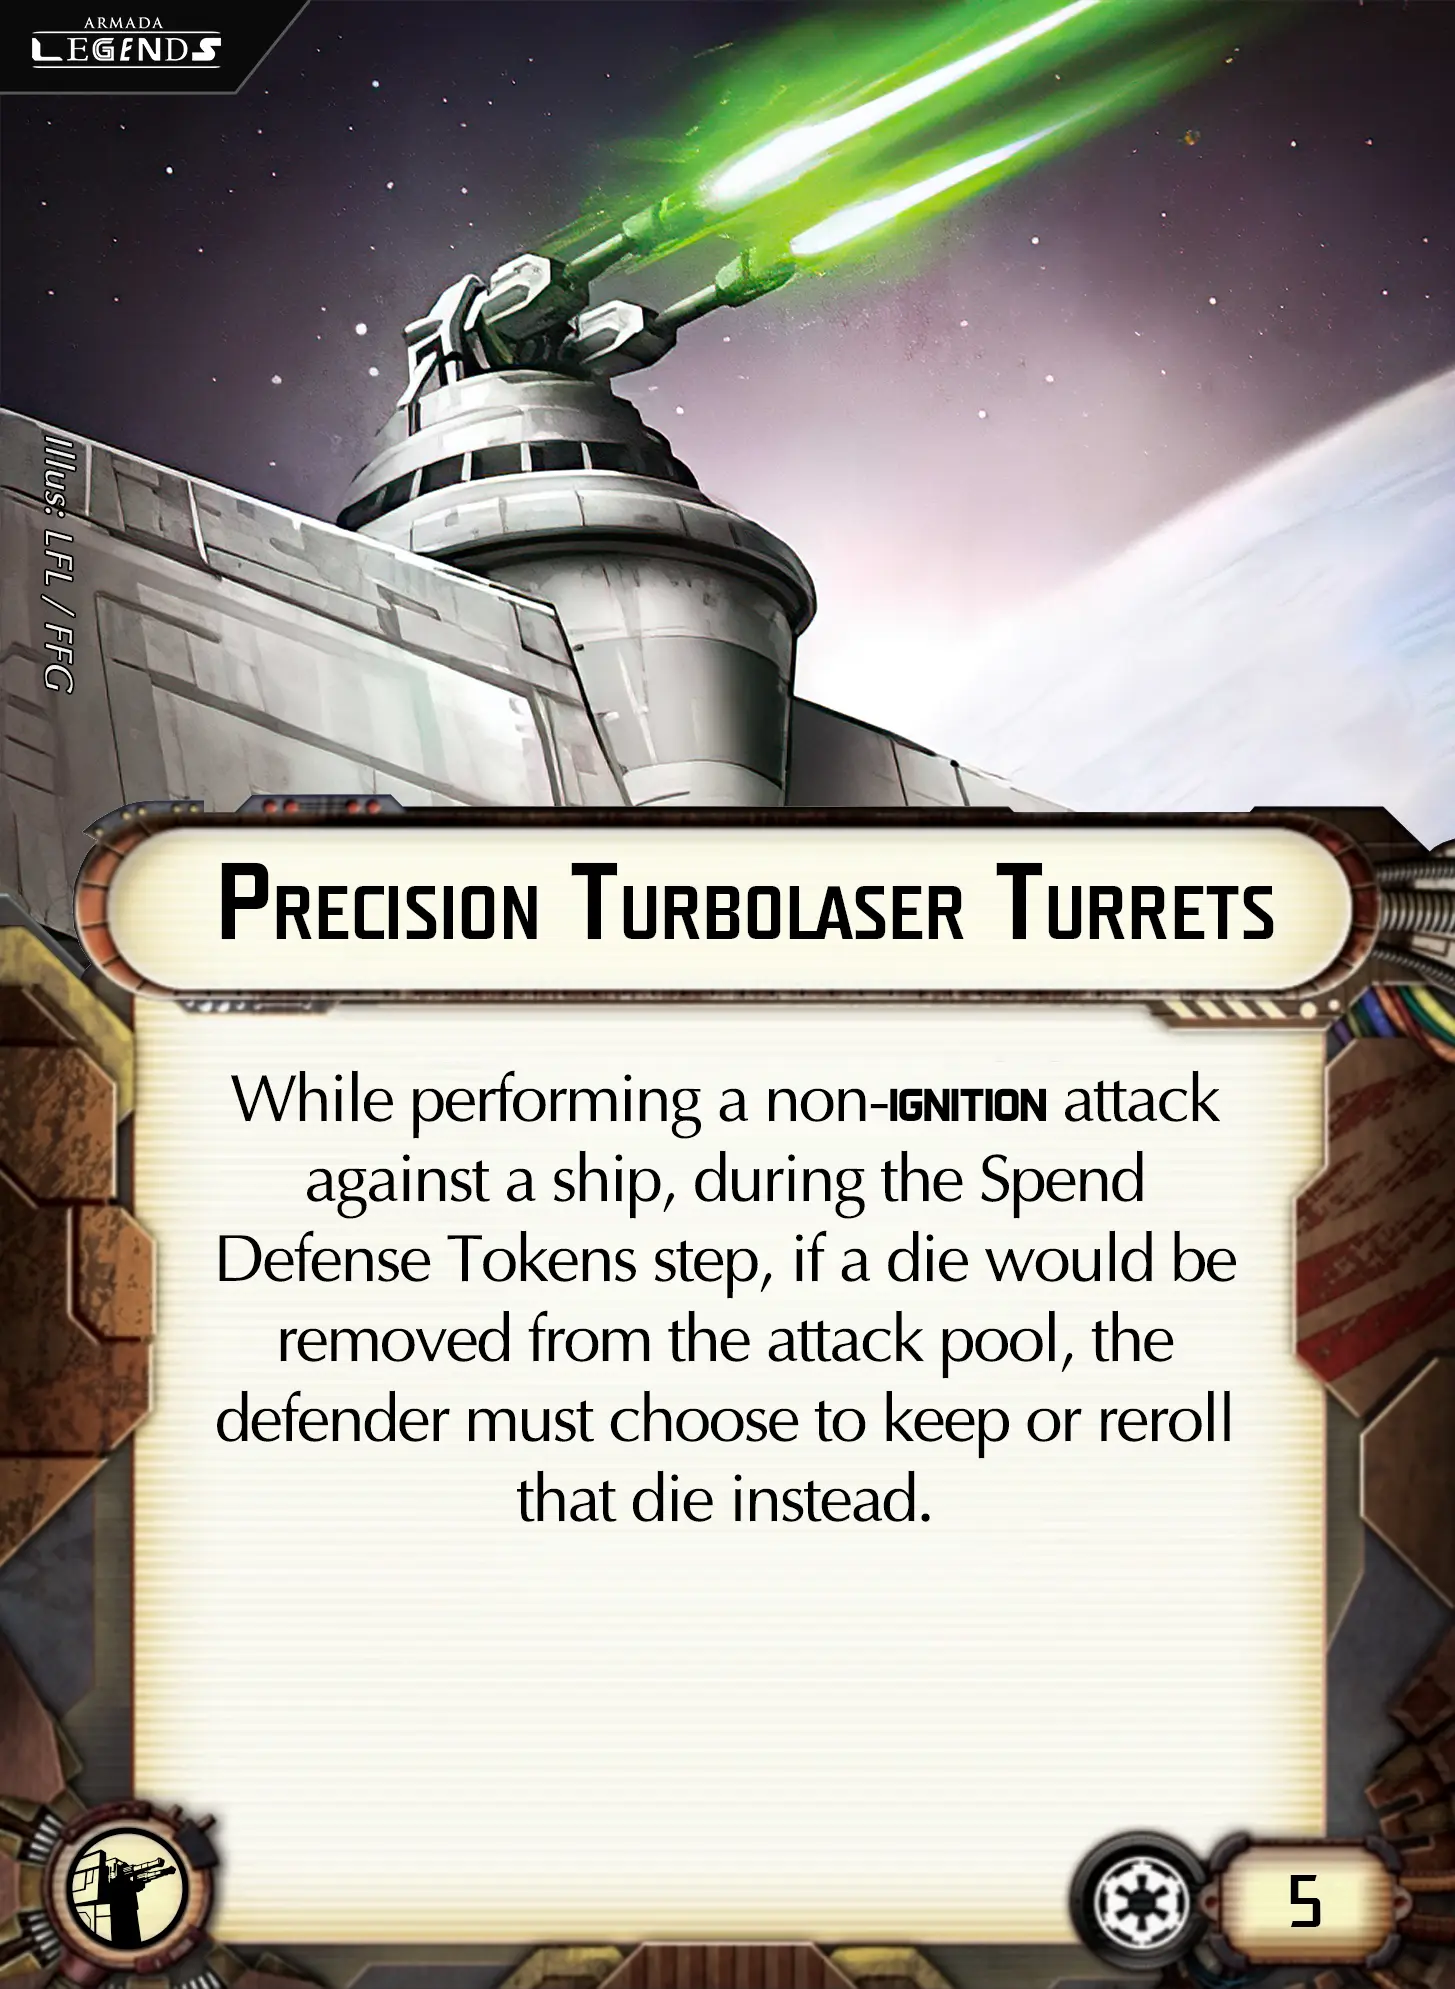 ARMADA
LEGENDS
Illus: LFL / FFG
PRECISION TURBOLASER TURRETS
While performing a non-IGNITION attack
against a ship, during the Spend
Defense Tokens step, if a die would be
removed from the attack pool, the
defender must choose to keep or reroll
that die instead.
5